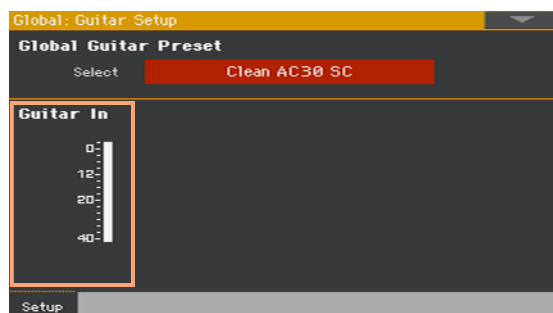 Global: Guitar Setup
Global Guitar Preset
Select Clean AC30 SC
Guitar In
0
12
20
40
Setup